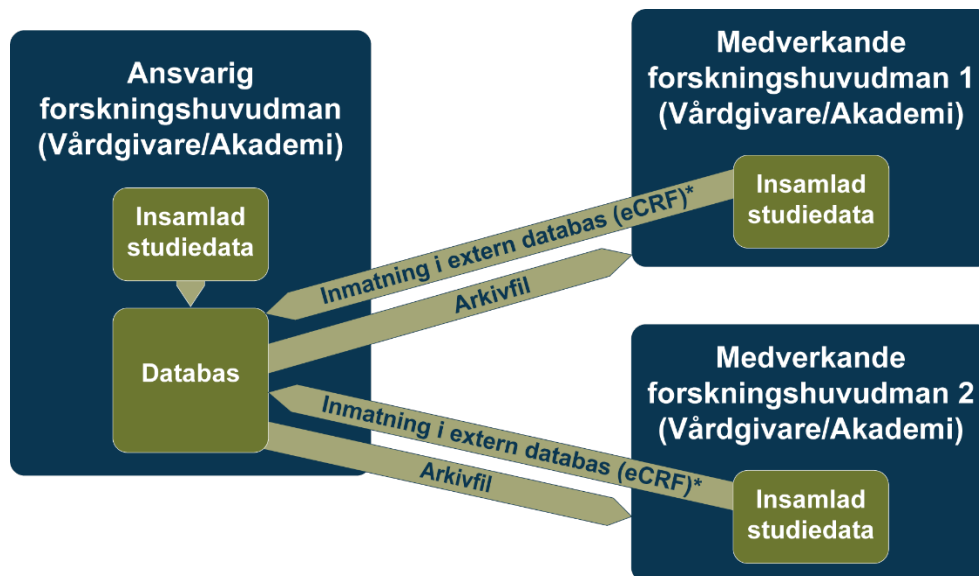 Ansvarig
forskningshuvudman
(Vårdgivare/Akademi)
Insamlad
studiedata
Databas
Medverkande
forskningshuvudman 1
(Vårdgivare/Akademi)
Insamlad
studiedata
Inmatning i extern databas (eCRF)*
Arkivfil
Medverkande
forskningshuvudman 2
(Vårdgivare/Akademi)
Inmatning i extern databas (eCRF)*
Arkivfil
Insamlad
studiedata